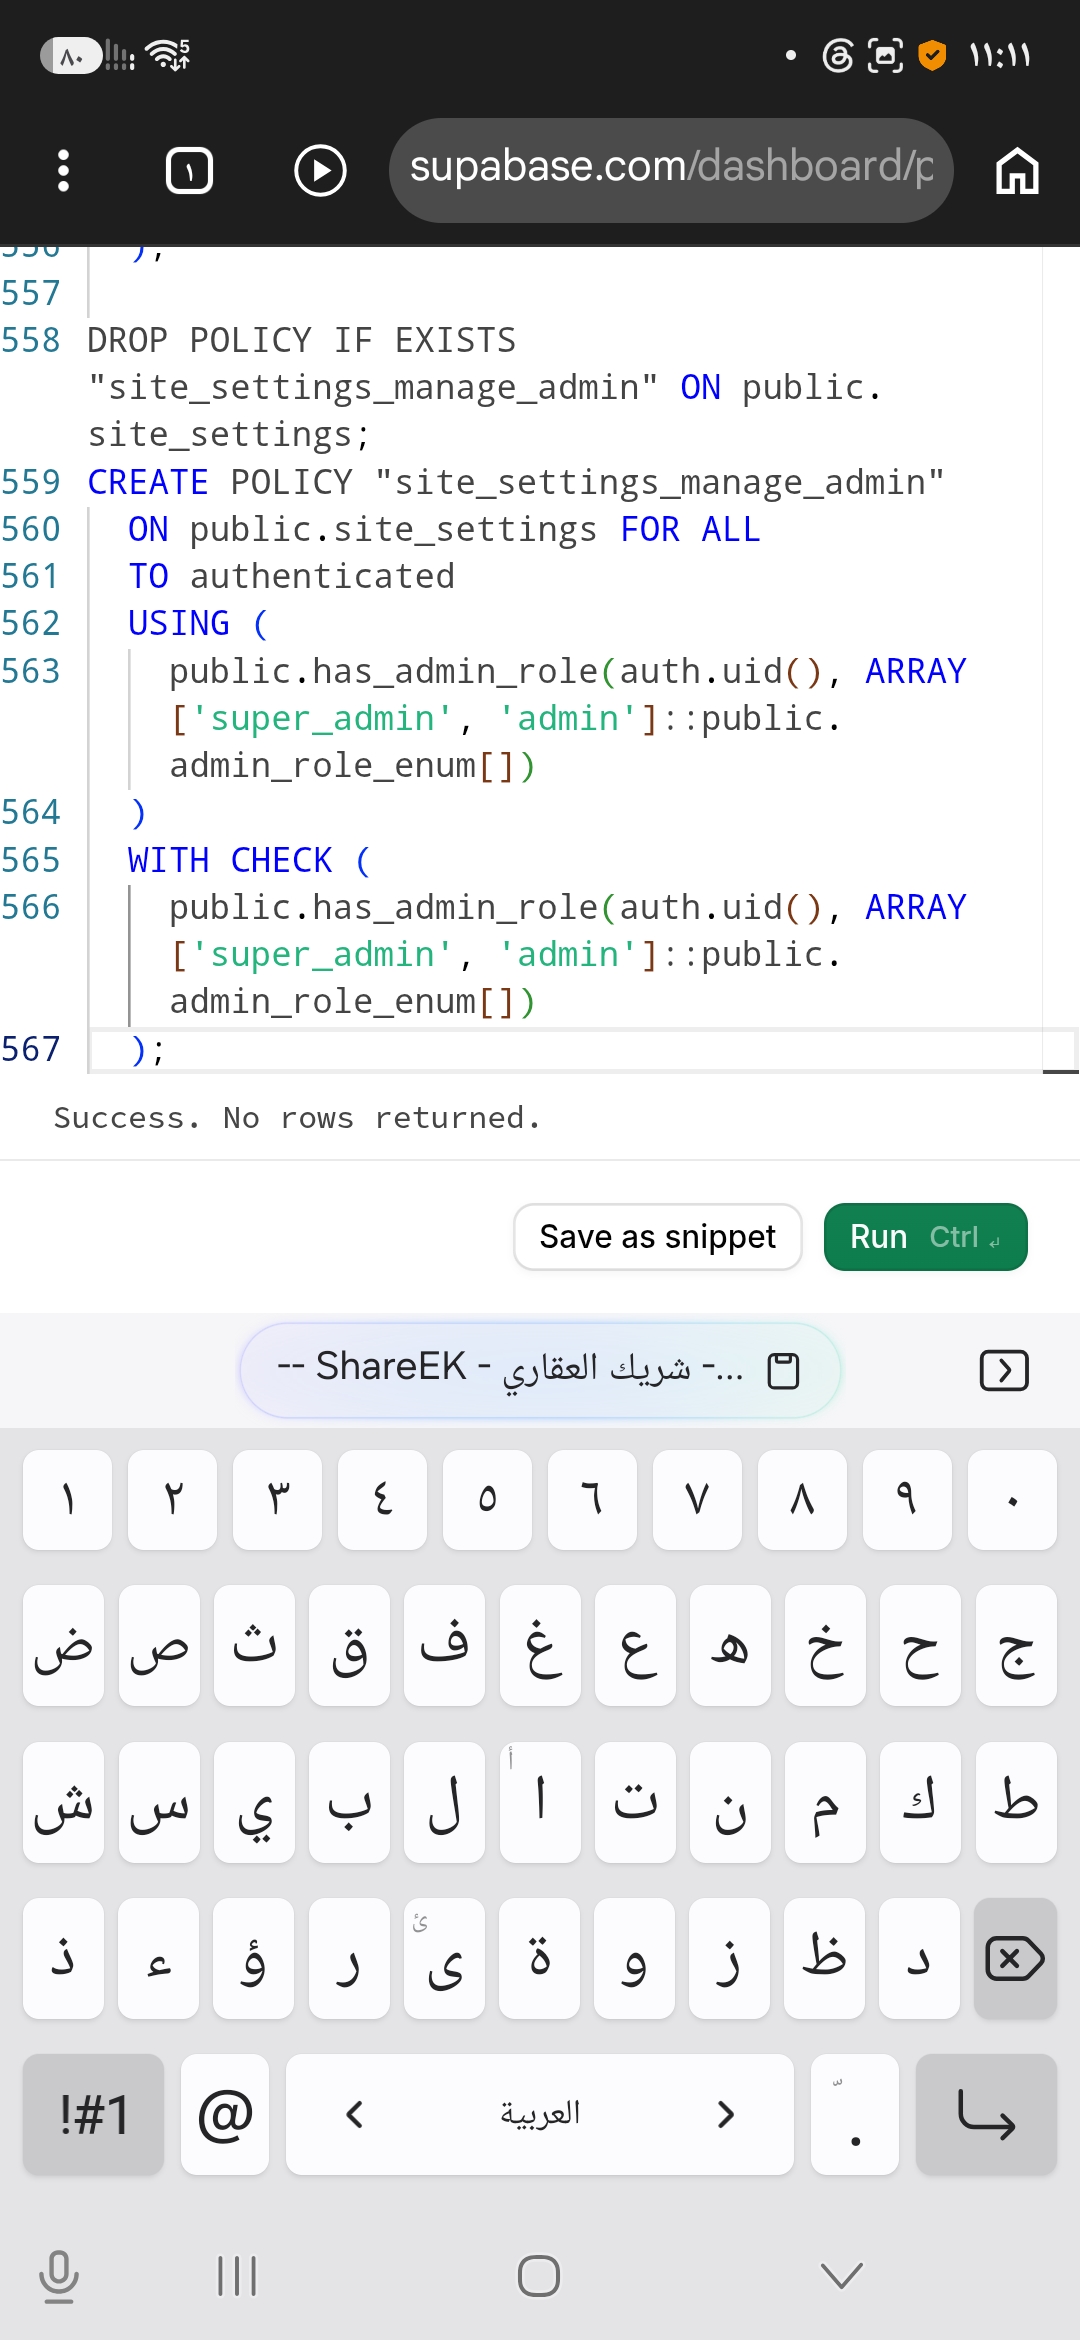 ٨٠
5
١١:١١
١
supabase.com/dashboard/p
556 );
557
558 DROP POLICY IF EXISTS
"site_settings_manage_admin" ON public.
site_settings;
559 CREATE POLICY "site_settings_manage_admin"
560 ON public.site_settings FOR ALL
561 TO authenticated
562 USING (
563 public.has_admin_role(auth.uid(), ARRAY
['super_admin', 'admin']::public.
admin_role_enum[])
564 )
565 WITH CHECK (
566 public.has_admin_role(auth.uid(), ARRAY
['super_admin', 'admin']::public.
admin_role_enum[])
567 );
Success. No rows returned.
Save as snippet
Run Ctrl ↵
-- ShareEK - شريك العقاري -...
١ ٢ ٣ ٤ ٥ ٦ ٧ ٨ ٩ ٠
ض ص ث ق ف غ ع ه خ ح ج
ش س ي ب ل ا أ ت ن م ك ط
ذ ء ؤ ر ى ئ ة و ز ظ د
!#1 @ < العربية > .